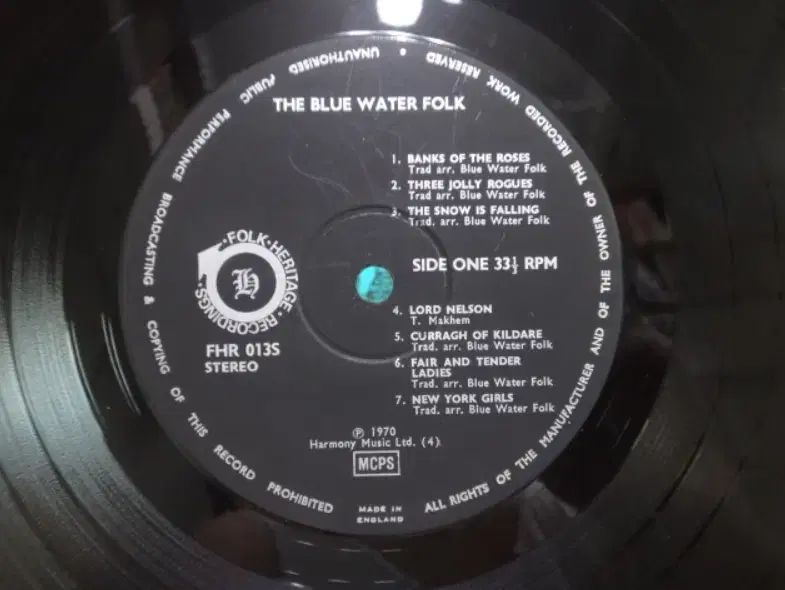 ALL RIGHTS OF THE MANUFACTURER AND OF THE OWNER OF THE RECORDED WORK RESERVED • UNAUTHORISED PUBLIC PERFORMANCE BROADCASTING & COPYING OF THIS RECORD PROHIBITED
THE BLUE WATER FOLK
1. BANKS OF THE ROSES
Trad arr. Blue Water Folk
2. THREE JOLLY ROGUES
Trad arr. Blue Water Folk
3. THE SNOW IS FALLING
Trad. arr. Blue Water Folk
SIDE ONE 33⅓ RPM
FOLK • HERITAGE • RECORDINGS
H
FHR 013S
STEREO
4. LORD NELSON
T. Makhem
5. CURRAGH OF KILDARE
Trad. arr. Blue Water Folk
6. FAIR AND TENDER
LADIES
Trad. arr. Blue Water Folk
7. NEW YORK GIRLS
Trad. arr. Blue Water Folk
℗ 1970
Harmony Music Ltd. (4)
MCPS
MADE IN
ENGLAND